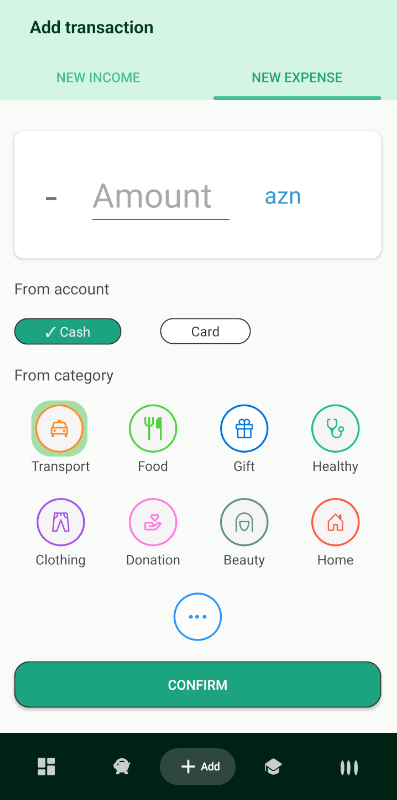 Add transaction
NEW INCOME NEW EXPENSE
- Amount azn
From account
✓ Cash Card
From category
Transport Food Gift Healthy
Clothing Donation Beauty Home
...
CONFIRM
+ Add